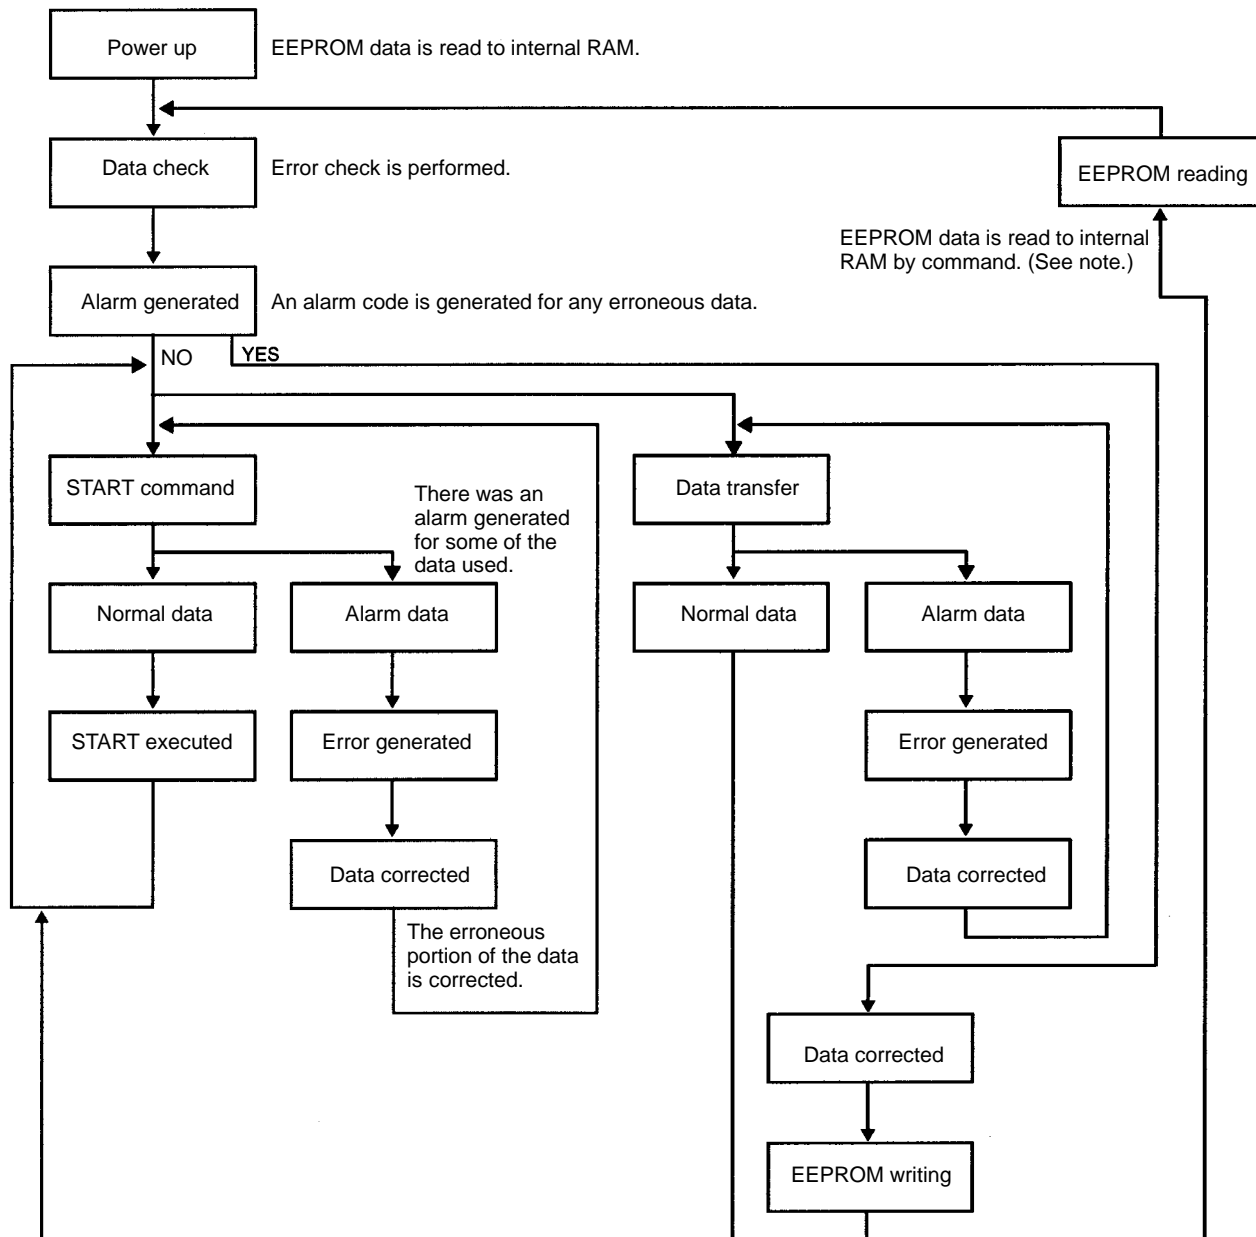 Power up
EEPROM data is read to internal RAM.
Data check
Error check is performed.
EEPROM reading
EEPROM data is read to internal
RAM by command. (See note.)
Alarm generated
An alarm code is generated for any erroneous data.
NO
YES
START command
There was an
alarm generated
for some of the
data used.
Data transfer
Normal data
Alarm data
Normal data
Alarm data
START executed
Error generated
Error generated
Data corrected
Data corrected
The erroneous
portion of the data
is corrected.
Data corrected
EEPROM writing